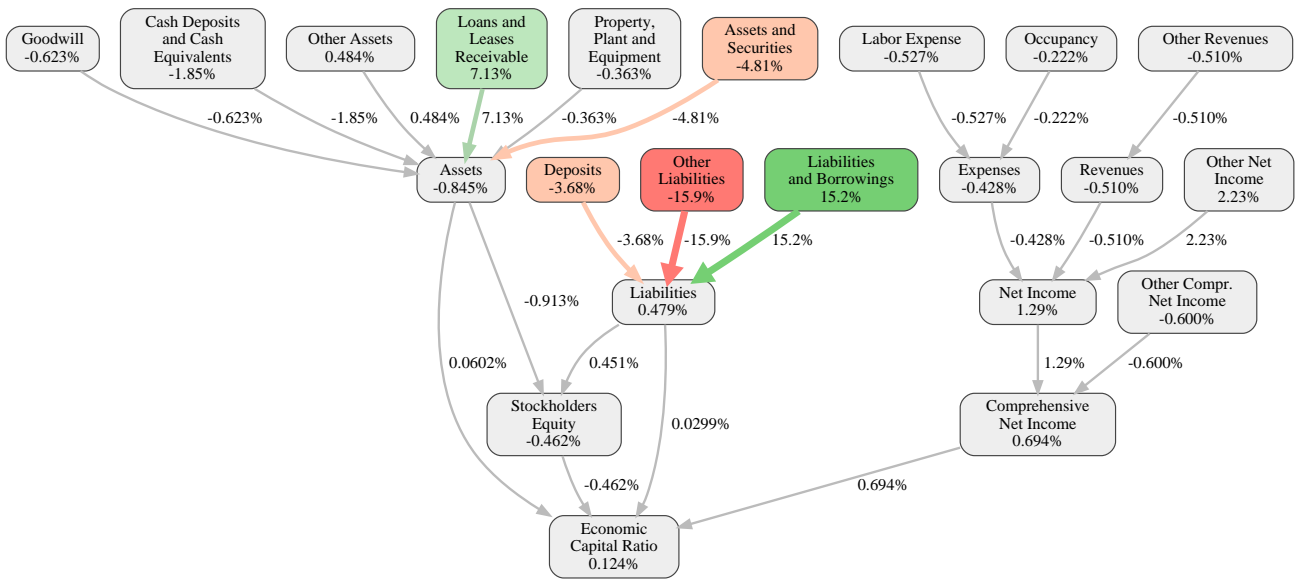 Goodwill
-0.623%
Cash Deposits
and Cash
Equivalents
-1.85%
Other Assets
0.484%
Loans and
Leases
Receivable
7.13%
Property,
Plant and
Equipment
-0.363%
Assets and
Securities
-4.81%
Labor Expense
-0.527%
Occupancy
-0.222%
Other Revenues
-0.510%
-0.623%
-1.85%
0.484%
7.13%
-0.363%
-4.81%
-0.527%
-0.222%
-0.510%
Assets
-0.845%
Deposits
-3.68%
Other
Liabilities
-15.9%
Liabilities
and Borrowings
15.2%
Expenses
-0.428%
Revenues
-0.510%
Other Net
Income
2.23%
-3.68%
-15.9%
15.2%
-0.428%
-0.510%
2.23%
-0.913%
Liabilities
0.479%
Net Income
1.29%
Other Compr.
Net Income
-0.600%
0.0602%
0.451%
1.29%
-0.600%
Stockholders
Equity
-0.462%
0.0299%
Comprehensive
Net Income
0.694%
-0.462%
0.694%
Economic
Capital Ratio
0.124%